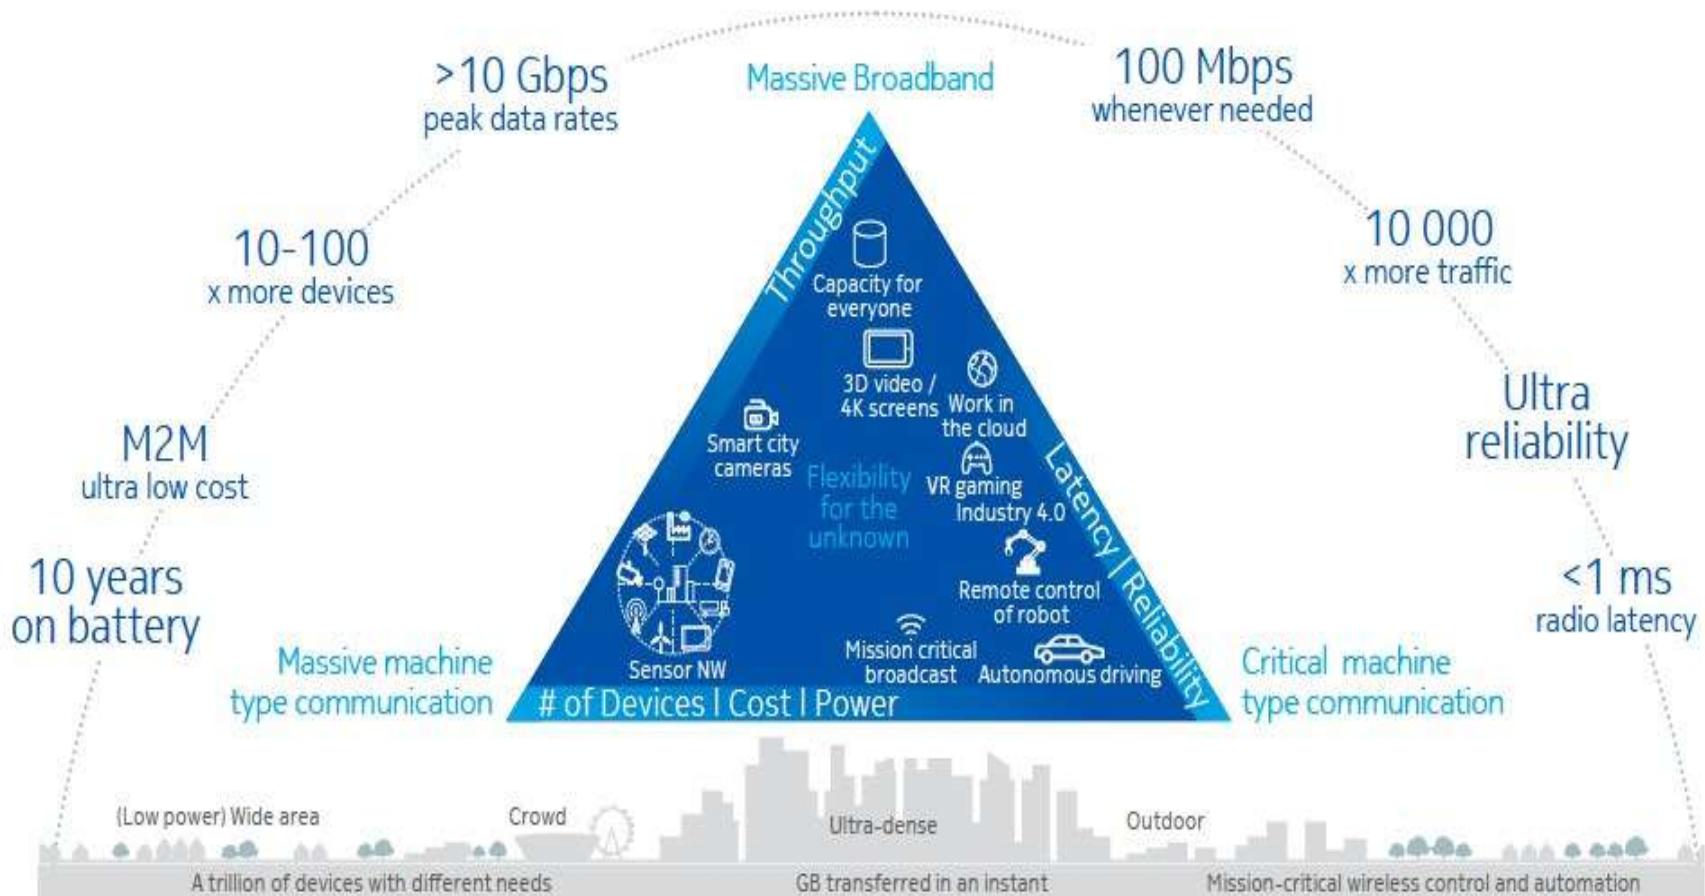 >10 Gbps
peak data rates
Massive Broadband
100 Mbps
whenever needed
10-100
x more devices
10 000
x more traffic
M2M
ultra low cost
Ultra
reliability
10 years
on battery
<1 ms
radio latency
Throughput
Capacity for
everyone
3D video /
4K screens
Work in
the cloud
Smart city
cameras
Flexibility
for the
unknown
VR gaming
Industry 4.0
Latency | Reliability
Remote control
of robot
Sensor NW
Mission critical
broadcast
Autonomous driving
Massive machine
type communication
# of Devices | Cost | Power
Critical machine
type communication
(Low power) Wide area
Crowd
Ultra-dense
Outdoor
A trillion of devices with different needs
GB transferred in an instant
Mission-critical wireless control and automation